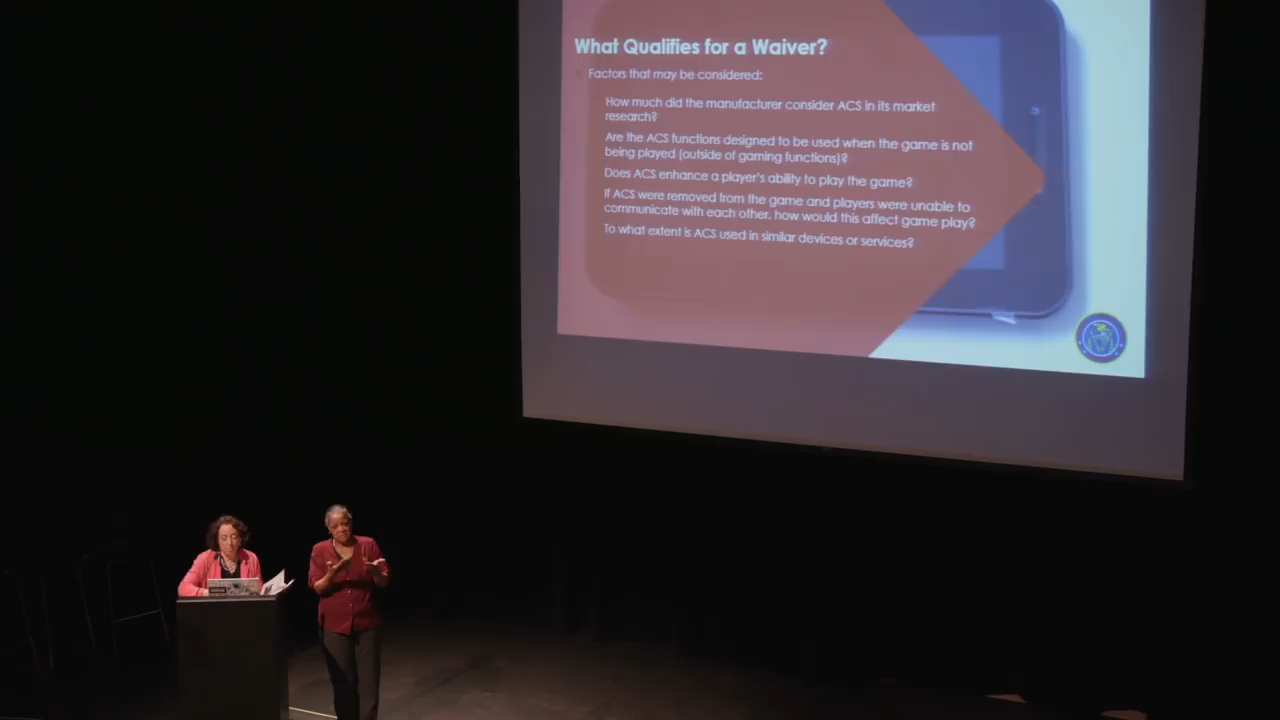 What Qualifies for a Waiver?
Factors that may be considered:
How much did the manufacturer consider ACS in its market
research?
Are the ACS functions designed to be used when the game is not
being played (outside of gaming functions)?
Does ACS enhance a player's ability to play the game?
If ACS were removed from the game and players were unable to
communicate with each other, how would this affect game play?
To what extent is ACS used in similar devices or services?